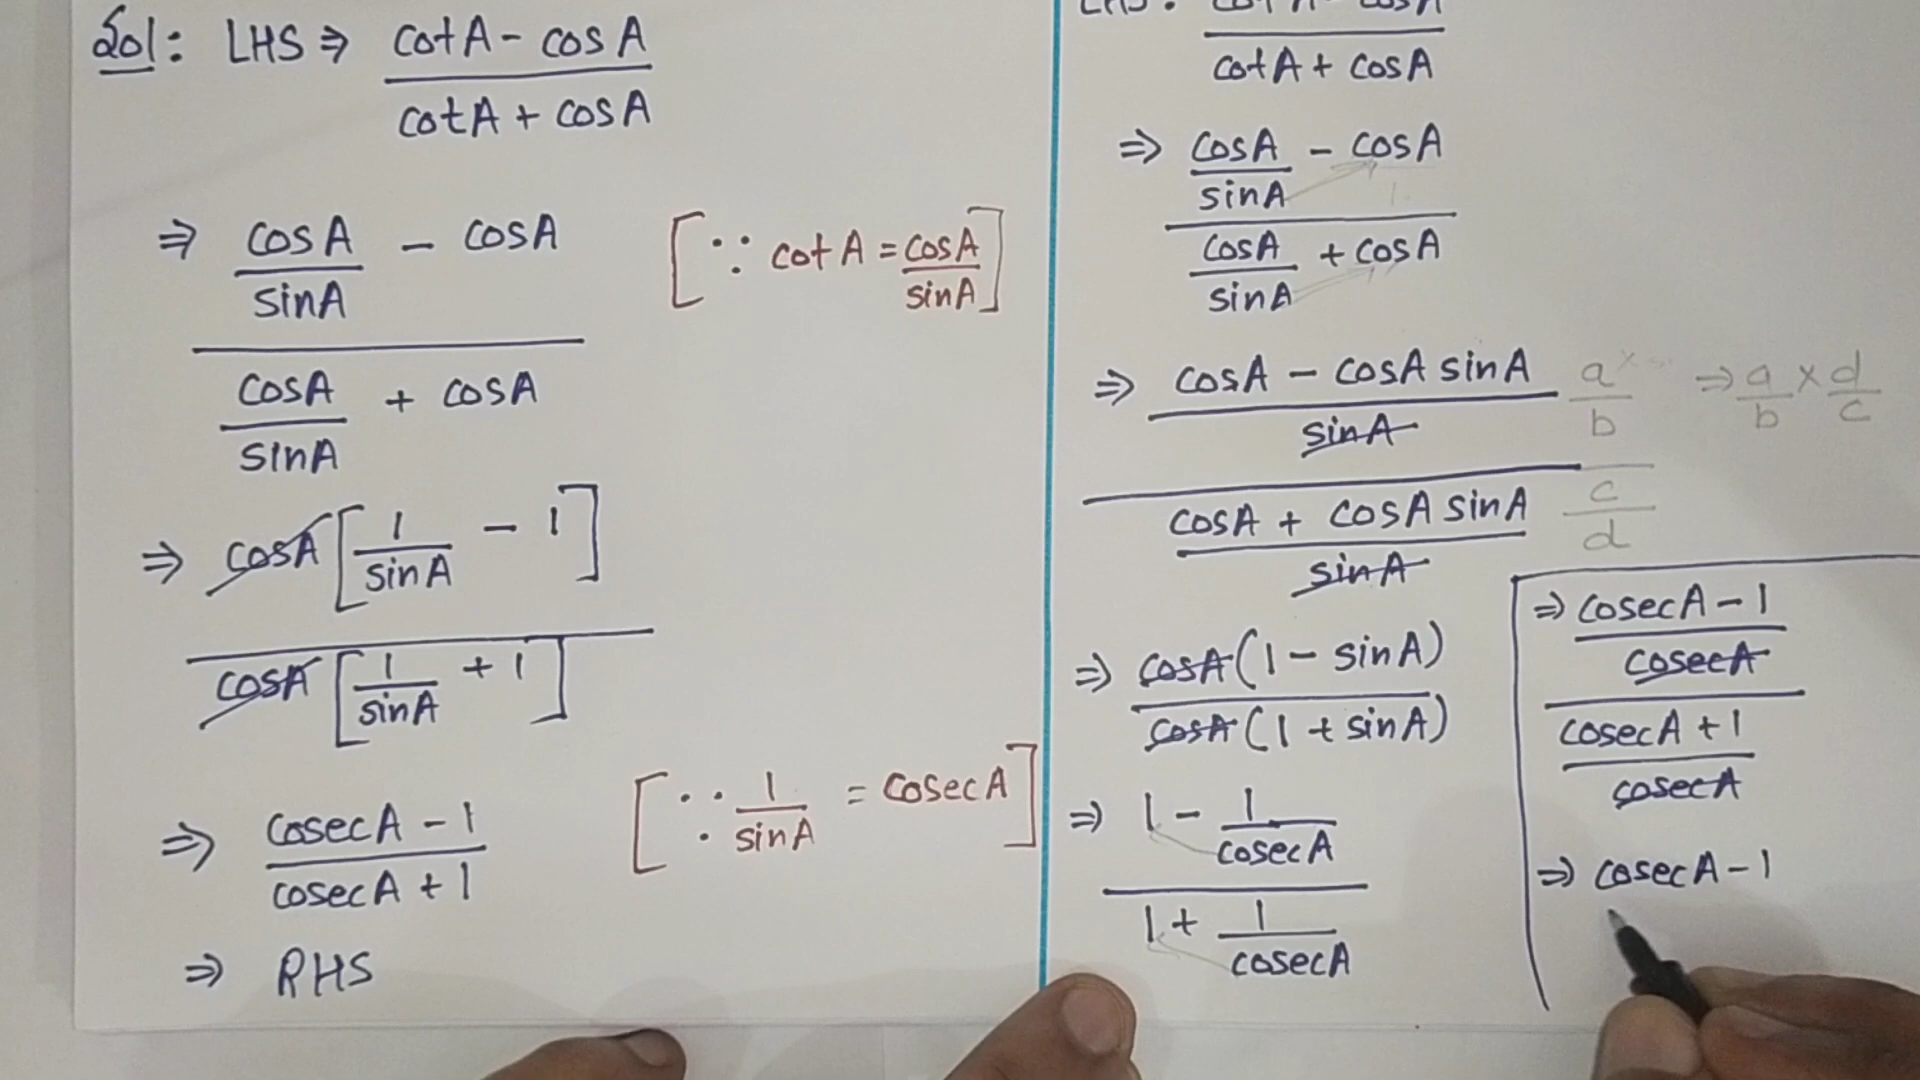 Sol: LHS ⇒ cotA - cosA
cotA + cosA
⇒ cosA - cosA
sinA
[∵ cotA = cosA
sinA]
cosA + cosA
sinA
⇒ cosA [1 - 1]
sinA
cosA [1 + 1]
sinA
⇒ cosecA - 1
cosecA + 1
[∵ 1 = cosecA]
sinA
⇒ RHS
LHS: cotA - cosA
cotA + cosA
⇒ cosA - cosA
sinA
cosA + cosA
sinA
⇒ cosA - cosA sinA
sinA
cosA + cosA sinA
sinA
a
b
c
d
⇒ a × d
b c
⇒ cosA (1 - sinA)
cosA (1 + sinA)
⇒ 1 - 1
cosecA
1 + 1
cosecA
⇒ cosecA - 1
cosecA
cosecA + 1
cosecA
⇒ cosecA - 1